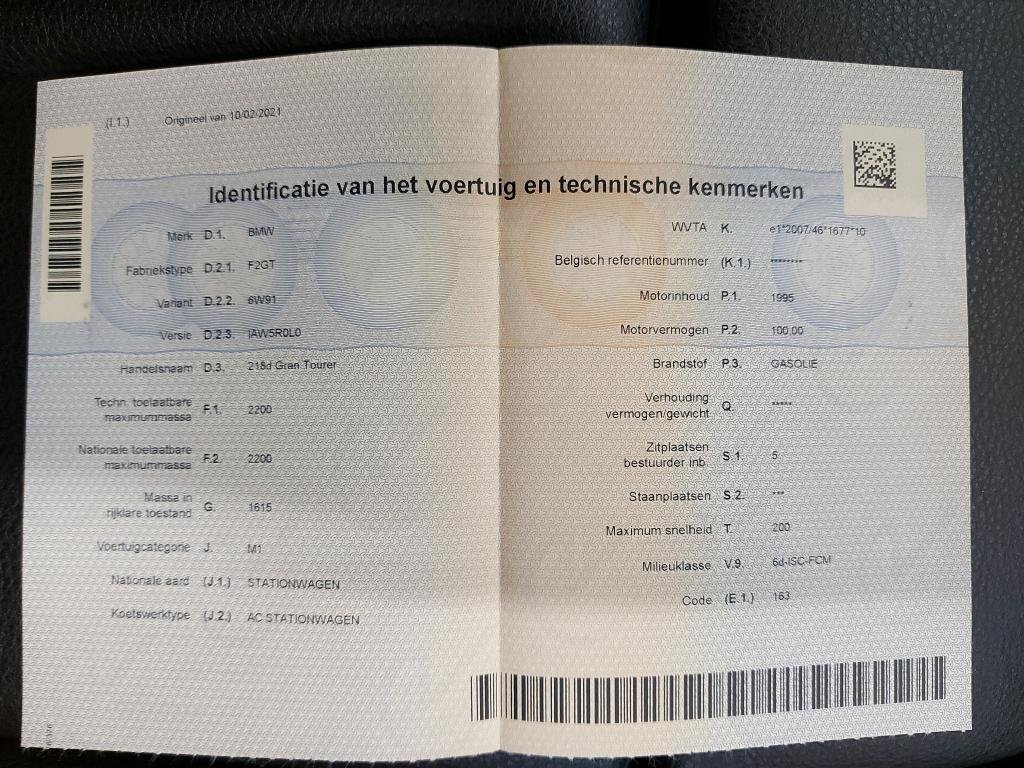 (I.1.) Origineel van 10/02/2021
Identificatie van het voertuig en technische kenmerken
Merk D.1. BMW
Fabriekstype D.2.1. F2GT
Variant D.2.2. 6W91
Versie D.2.3. IAW5R0L0
Handelsnaam D.3. 218d Gran Tourer
Techn. toelaatbare
maximummassa F.1. 2200
Nationale toelaatbare
maximummassa F.2. 2200
Massa in
rijklare toestand G. 1615
Voertuigcategorie J. M1
Nationale aard (J.1.) STATIONWAGEN
Koetswerktype (J.2.) AC STATIONWAGEN
WVTA K. e1*2007/46*1677*10
Belgisch referentienummer (K.1.) ********
Motorinhoud P.1. 1995
Motorvermogen P.2. 100,00
Brandstof P.3. GASOLIE
Verhouding
vermogen/gewicht Q. *****
Zitplaatsen
bestuurder inb. S.1. 5
Staanplaatsen S.2. ***
Maximum snelheid T. 200
Milieuklasse V.9. 6d-ISC-FCM
Code (E.1.) 163